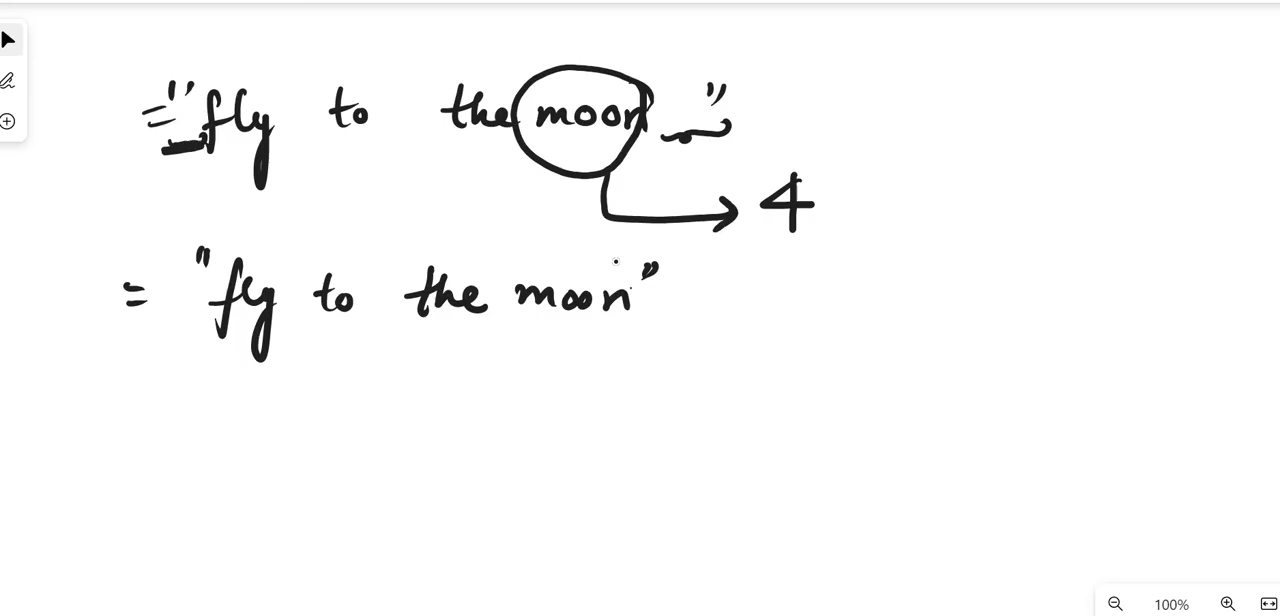 = "fly to the moon "
4
= "fly to the moon"
100%